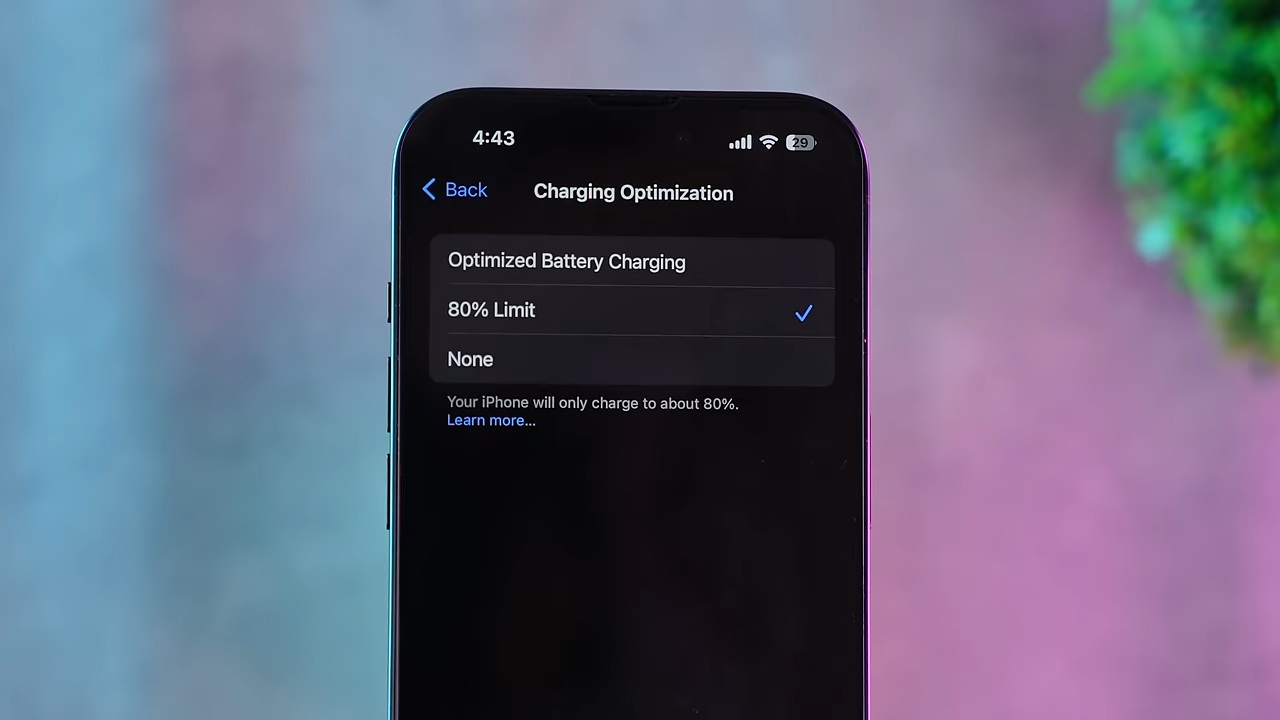 4:43
29
Back
Charging Optimization
Optimized Battery Charging
80% Limit
None
Your iPhone will only charge to about 80%.
Learn more...